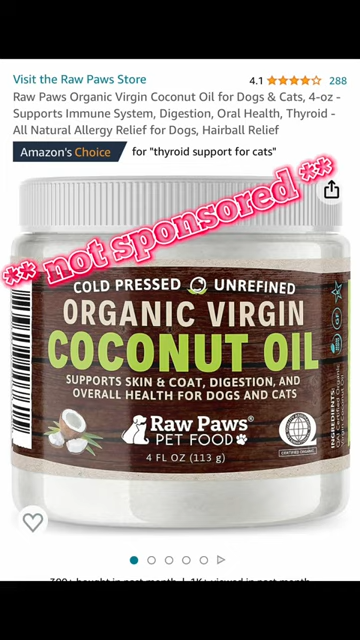 Visit the Raw Paws Store
4.1 288
Raw Paws Organic Virgin Coconut Oil for Dogs & Cats, 4-oz -
Supports Immune System, Digestion, Oral Health, Thyroid -
All Natural Allergy Relief for Dogs, Hairball Relief
Amazon's Choice for "thyroid support for cats"
** not sponsored **
COLD PRESSED UNREFINED
ORGANIC VIRGIN
COCONUT OIL
SUPPORTS SKIN & COAT, DIGESTION, AND
OVERALL HEALTH FOR DOGS AND CATS
Raw Paws®
PET FOOD
4 FL OZ (113 g)
INGREDIENTS: